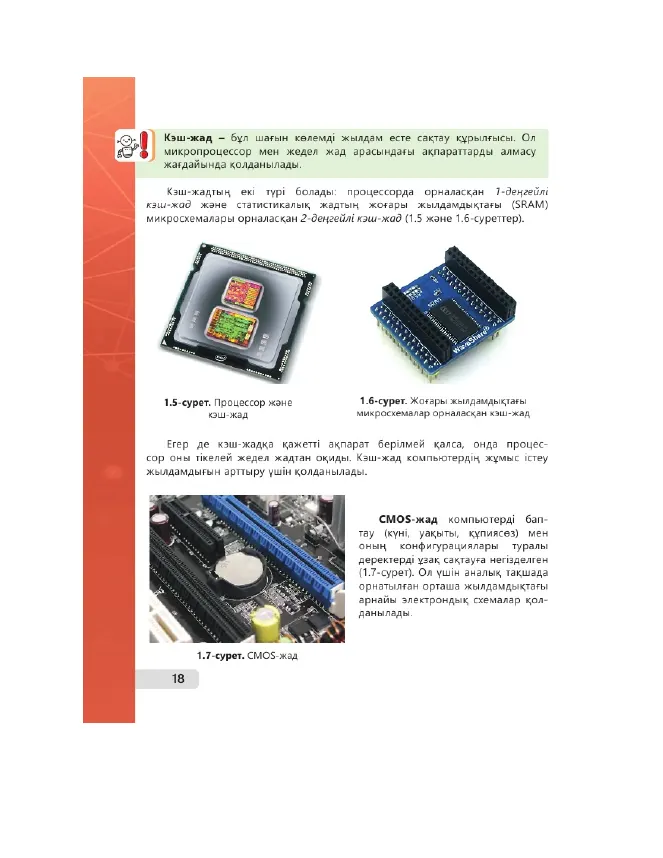 Кэш-жад – бұл шағын көлемді жылдам есте сақтау құрылғысы. Ол
микропроцессор мен жедел жад арасындағы ақпараттарды алмасу
жағдайында қолданылады.
Кэш-жадтың екі түрі болады: процессорда орналасқан 1-деңгейлі
кэш-жад және статистикалық жадтың жоғары жылдамдықтағы (SRAM)
микросхемалары орналасқан 2-деңгейлі кэш-жад (1.5 және 1.6-суреттер).
1.5-сурет. Процессор және
кэш-жад
1.6-сурет. Жоғары жылдамдықтағы
микросхемалар орналасқан кэш-жад
Егер де кэш-жадқа қажетті ақпарат берілмей қалса, онда процес-
сор оны тікелей жедел жадтан оқиды. Кэш-жад компьютердің жұмыс істеу
жылдамдығын арттыру үшін қолданылады.
CMOS-жад компьютерді бап-
тау (күні, уақыты, құпиясөз) мен
оның конфигурациялары туралы
деректерді ұзақ сақтауға негізделген
(1.7-сурет). Ол үшін аналық тақшада
орнатылған орташа жылдамдықтағы
арнайы электрондық схемалар қол-
данылады.
1.7-сурет. CMOS-жад
18